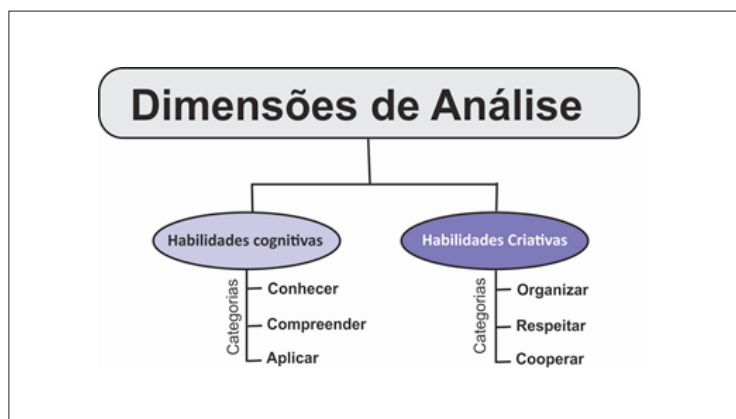 Dimensões de Análise
Habilidades cognitivas
Categorias
Conhecer
Compreender
Aplicar
Habilidades Criativas
Categorias
Organizar
Respeitar
Cooperar